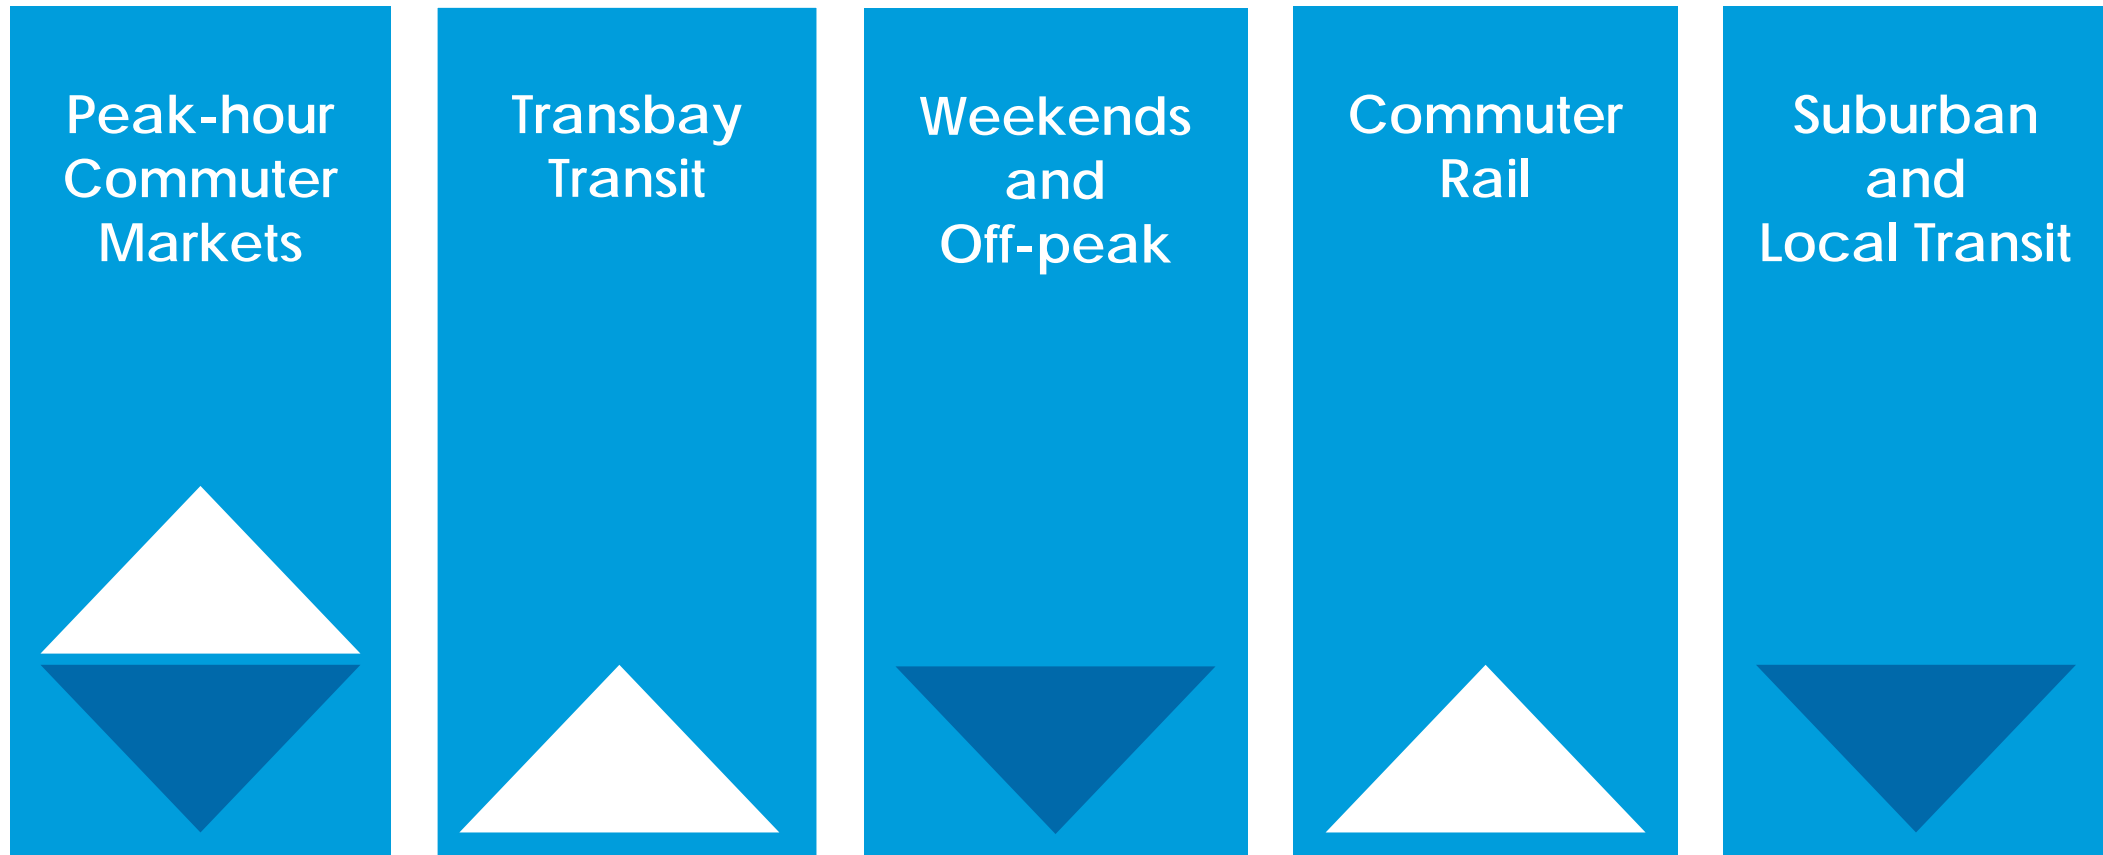 Peak-hour
Commuter
Markets
Transbay
Transit
Weekends
and
Off-peak
Commuter
Rail
Suburban
and
Local Transit